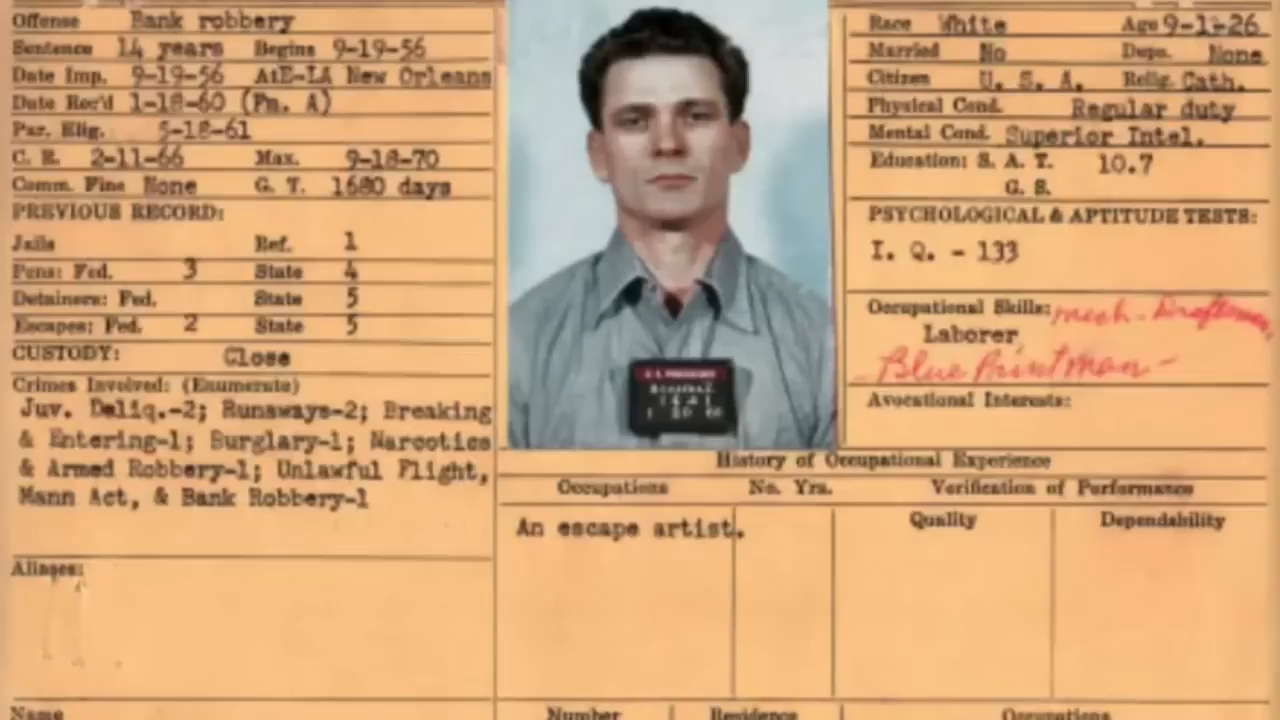 Offense Bank robbery
Sentence 14 years Begins 9-19-56
Date Imp. 9-19-56 AtE-LA New Orleans
Date Rec'd 1-18-60 (Fm. A)
Par. Elig. 5-18-61
C. R. 2-11-66 Max. 9-18-70
Comm. Fine None G. T. 1680 days
PREVIOUS RECORD:
Jails Ref. 1
Pens: Fed. 3 State 4
Detainers: Fed. State 5
Escapes: Fed. 2 State 5
CUSTODY: Close
Crimes Involved: (Enumerate)
Juv. Deliq.-2; Runaways-2; Breaking
& Entering-1; Burglary-1; Narcotics
& Armed Robbery-1; Unlawful Flight,
Mann Act, & Bank Robbery-1
Aliases:
Name
Race White Age 9-1-26
Married No Deps. None
Citizen U. S. A. Relig. Cath.
Physical Cond. Regular duty
Mental Cond. Superior Intel.
Education: S. A. T. 10.7
G. S.
PSYCHOLOGICAL & APTITUDE TESTS:
I. Q. - 133
Occupational Skills: mech-Draftsman,
Laborer
-Blue Print man-
Avocational Interests:
History of Occupational Experience
Occupations No. Yrs. Verification of Performance
Quality Dependability
An escape artist.
Number Residence Occupations